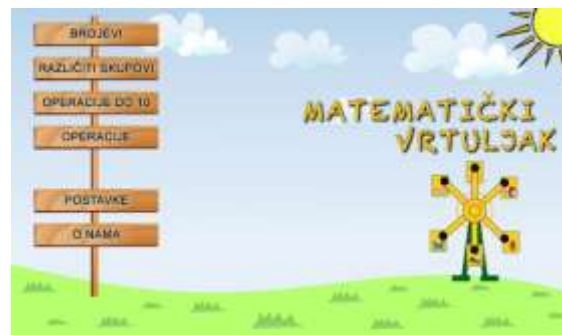 BROJEVI
RAZLIČITI SKUPOVI
OPERACIJE DO 10
OPERACIJE
POSTAVKE
O NAMA
MATEMATIČKI
VRTULJAK